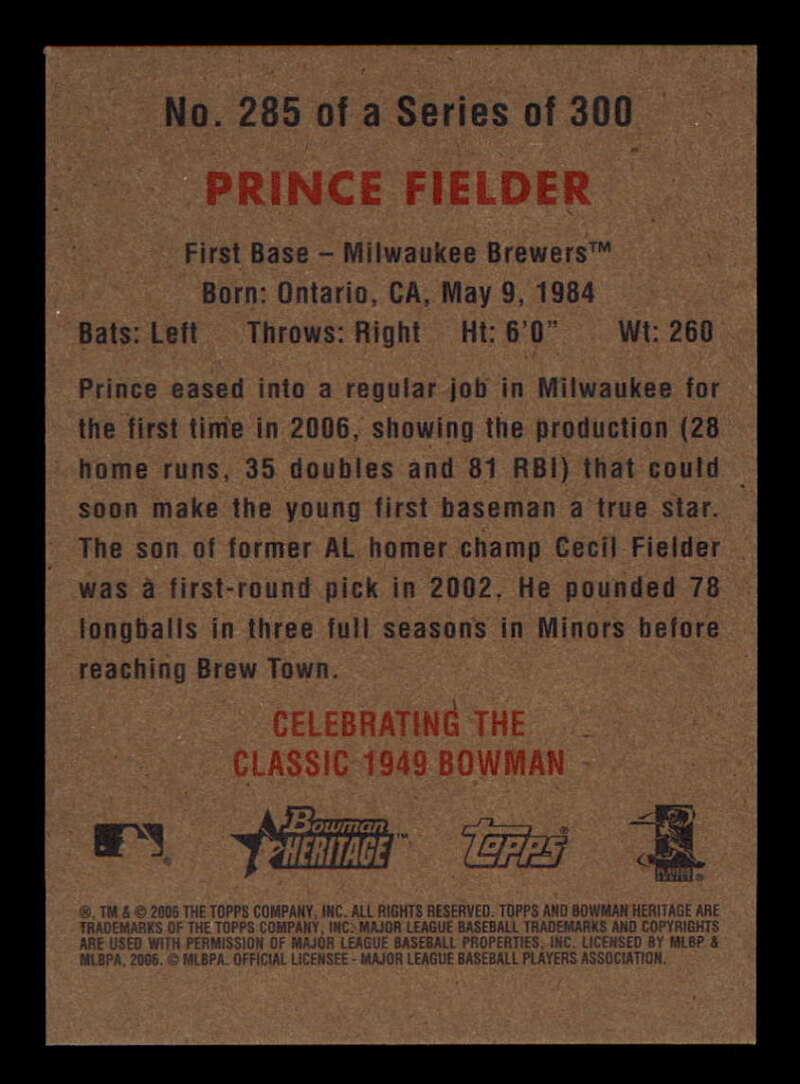 No. 285 of a Series of 300
PRINCE FIELDER
First Base – Milwaukee Brewers™
Born: Ontario, CA, May 9, 1984
Bats: Left Throws: Right Ht: 6'0" Wt: 260
Prince eased into a regular job in Milwaukee for
the first time in 2006, showing the production (28
home runs, 35 doubles and 81 RBI) that could
soon make the young first baseman a true star.
The son of former AL homer champ Cecil Fielder
was a first-round pick in 2002. He pounded 78
longballs in three full seasons in Minors before
reaching Brew Town.
CELEBRATING THE
CLASSIC 1949 BOWMAN
Bowman
HERITAGE™
Topps®
®, TM & © 2006 THE TOPPS COMPANY, INC. ALL RIGHTS RESERVED. TOPPS AND BOWMAN HERITAGE ARE
TRADEMARKS OF THE TOPPS COMPANY, INC. MAJOR LEAGUE BASEBALL TRADEMARKS AND COPYRIGHTS
ARE USED WITH PERMISSION OF MAJOR LEAGUE BASEBALL PROPERTIES, INC. LICENSED BY MLBP &
MLBPA, 2006. © MLBPA. OFFICIAL LICENSEE - MAJOR LEAGUE BASEBALL PLAYERS ASSOCIATION.